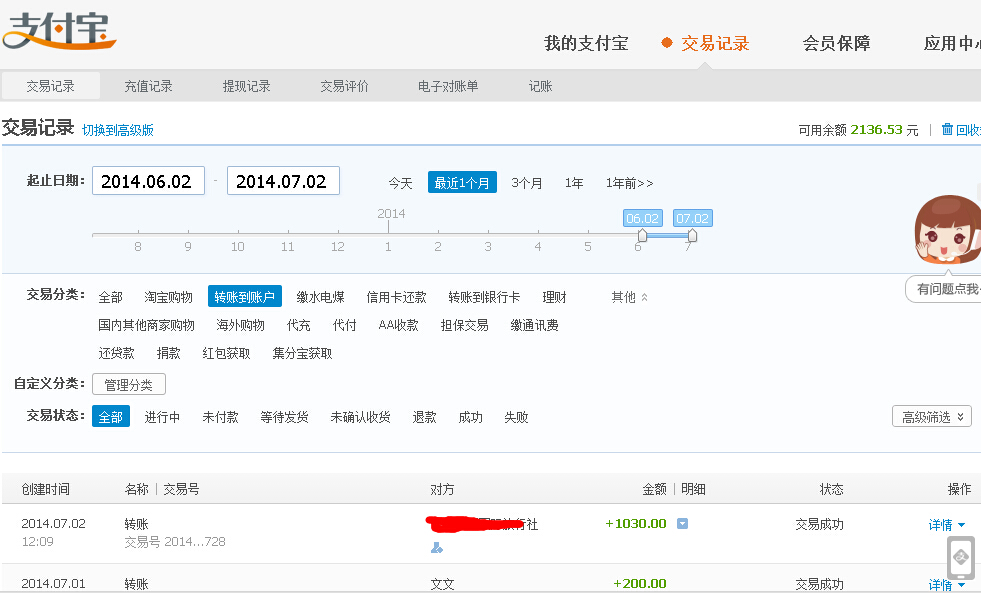 支付宝
我的支付宝 交易记录 会员保障 应用中
交易记录 充值记录 提现记录 交易评价 电子对账单 记账
交易记录 切换到高级版 可用余额 2136.53 元 | 回收
起止日期: 2014.06.02 - 2014.07.02 今天 最近1个月 3个月 1年 1年前>>
2014 06.02 07.02
8 9 10 11 12 1 2 3 4 5 6 7
有问题点我
交易分类: 全部 淘宝购物 转账到账户 缴水电煤 信用卡还款 转账到银行卡 理财 其他
国内其他商家购物 海外购物 代充 代付 AA收款 担保交易 缴通讯费
还贷款 捐款 红包获取 集分宝获取
自定义分类: 管理分类
交易状态: 全部 进行中 未付款 等待发货 未确认收货 退款 成功 失败 高级筛选
创建时间 名称 | 交易号 对方 金额 | 明细 状态 操作
2014.07.02 转账 行社 +1030.00 交易成功 详情
12:09 交易号 2014...728
2014.07.01 转账 文文 +200.00 交易成功 详情